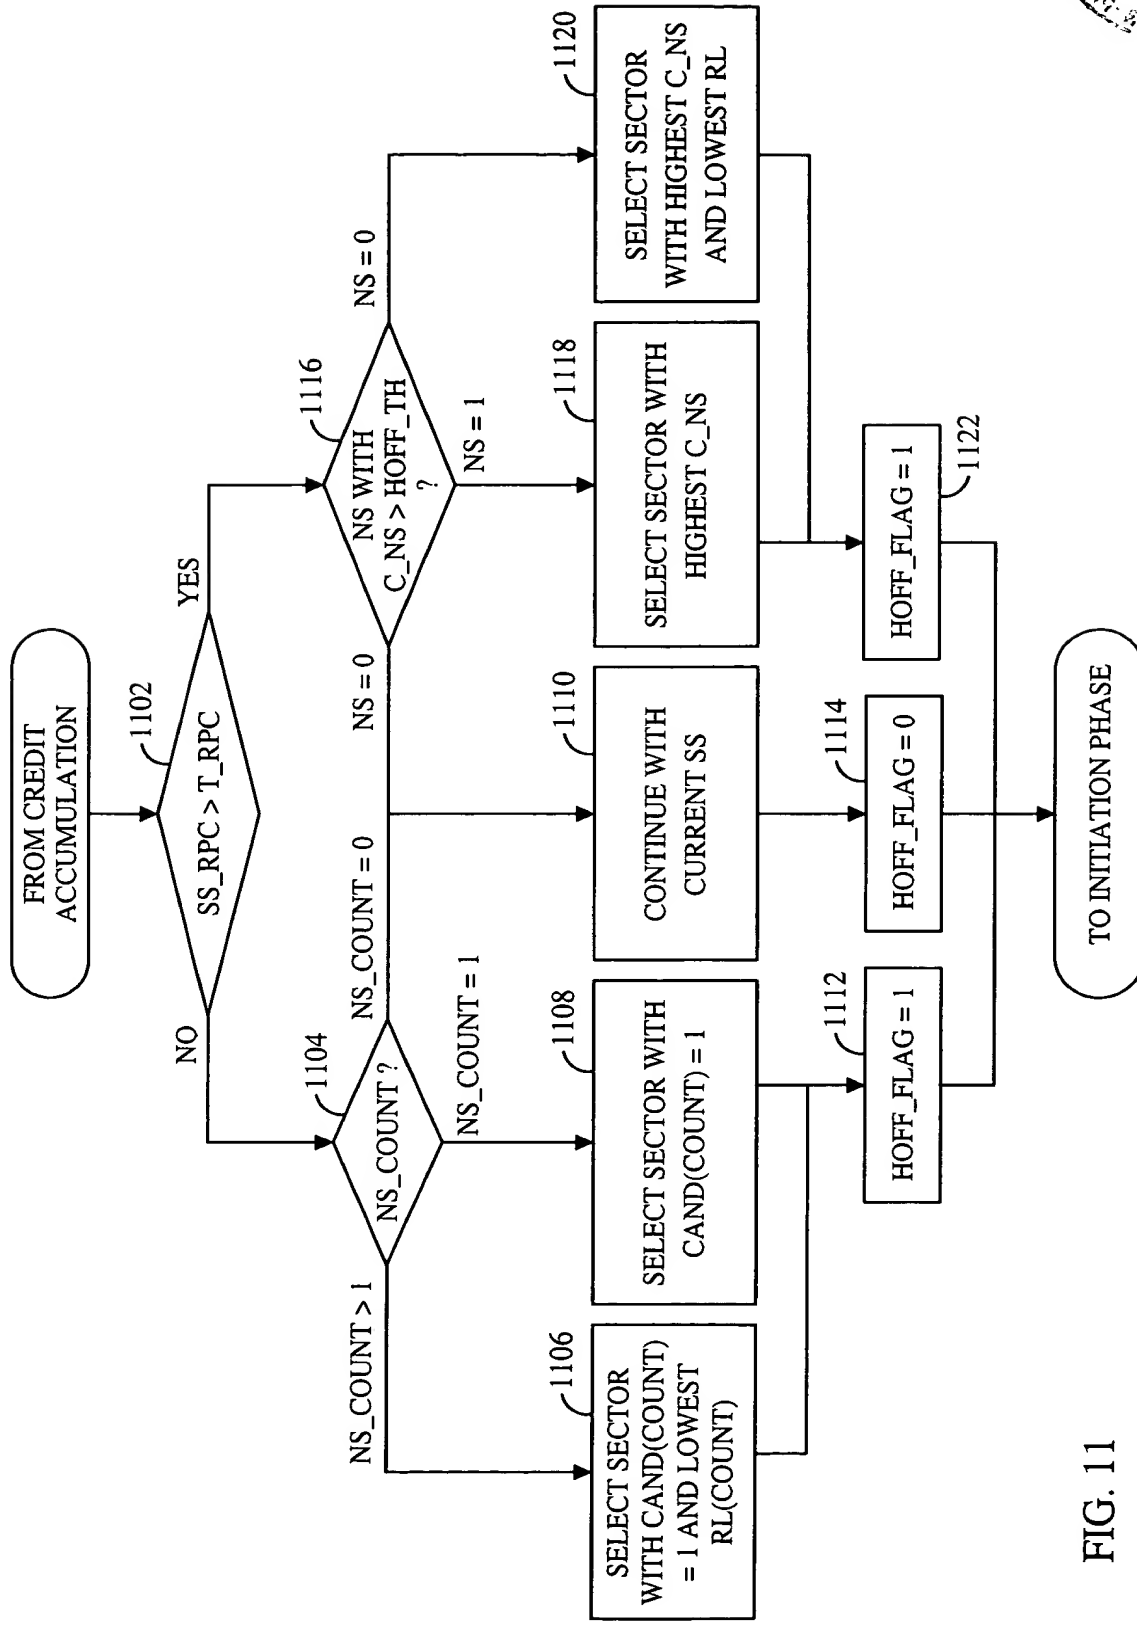 FROM CREDIT
ACCUMULATION
1102
SS_RPC > T_RPC
NO
YES
1104
NS_COUNT ?
NS_COUNT > 1
NS_COUNT = 1
NS_COUNT = 0
1116
NS WITH
C_NS > HOFF_TH
?
NS = 0
NS = 1
NS = 0
1106
SELECT SECTOR
WITH CAND(COUNT)
= 1 AND LOWEST
RL(COUNT)
1108
SELECT SECTOR WITH
CAND(COUNT) = 1
1110
CONTINUE WITH
CURRENT SS
1118
SELECT SECTOR WITH
HIGHEST C_NS
1120
SELECT SECTOR
WITH HIGHEST C_NS
AND LOWEST RL
1112
HOFF_FLAG = 1
1114
HOFF_FLAG = 0
HOFF_FLAG = 1
1122
TO INITIATION PHASE
FIG. 11